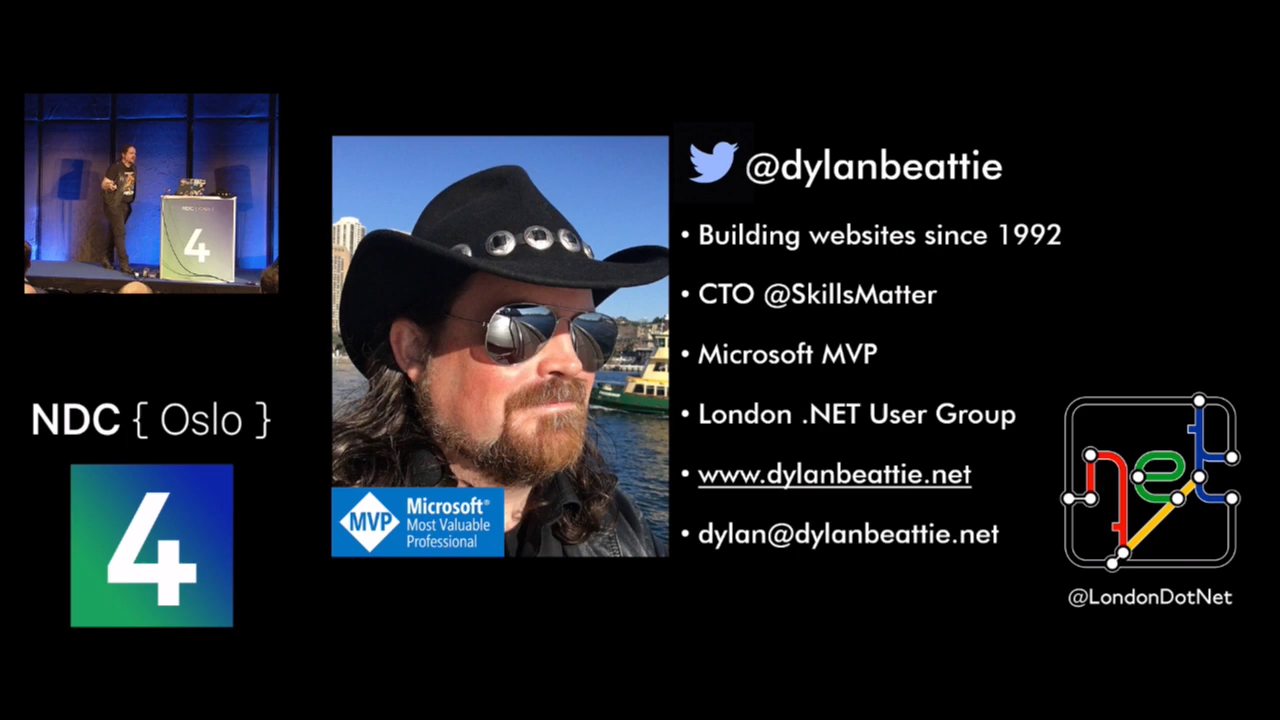 NDC { Oslo }
4
4
Microsoft®
MVP
Most Valuable
Professional
@dylanbeattie
• Building websites since 1992
• CTO @SkillsMatter
• Microsoft MVP
• London .NET User Group
• www.dylanbeattie.net
• dylan@dylanbeattie.net
.net
@LondonDotNet